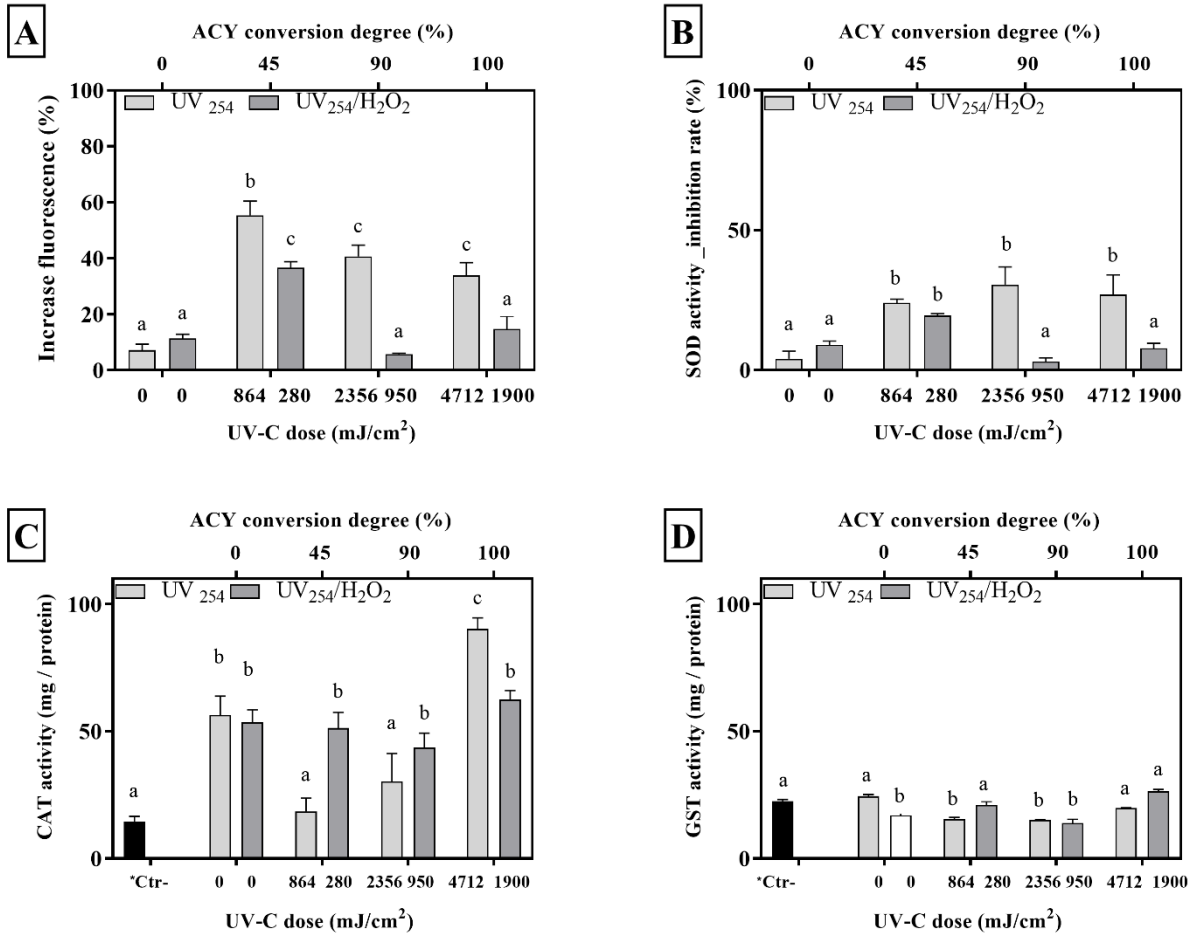 A
ACY conversion degree (%)
0 45 90 100
Increase fluorescence (%)
100
80
60
40
20
0
UV 254 UV254/H2O2
a a b c c a c a
0 0 864 280 2356 950 4712 1900
UV-C dose (mJ/cm2)
B
ACY conversion degree (%)
0 45 90 100
SOD activity_inhibition rate (%)
100
50
0
UV 254 UV254/H2O2
a a b b b a b a
0 0 864 280 2356 950 4712 1900
UV-C dose (mJ/cm2)
C
ACY conversion degree (%)
0 45 90 100
CAT activity (mg / protein)
100
50
0
UV 254 UV254/H2O2
a b b a b a b c b
*Ctr- 0 0 864 280 2356 950 4712 1900
UV-C dose (mJ/cm2)
D
ACY conversion degree (%)
0 45 90 100
GST activity (mg / protein)
100
50
0
UV 254 UV254/H2O2
a a b b a b b a a
*Ctr- 0 0 864 280 2356 950 4712 1900
UV-C dose (mJ/cm2)